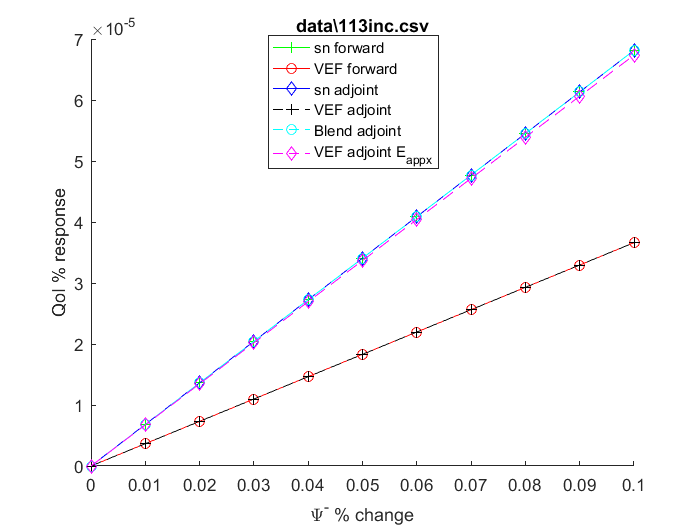 data\113inc.csv
×10-5
sn forward
VEF forward
sn adjoint
VEF adjoint
Blend adjoint
VEF adjoint Eappx
7
6
5
4
3
2
1
0
QoI % response
0 0.01 0.02 0.03 0.04 0.05 0.06 0.07 0.08 0.09 0.1
Ψ- % change